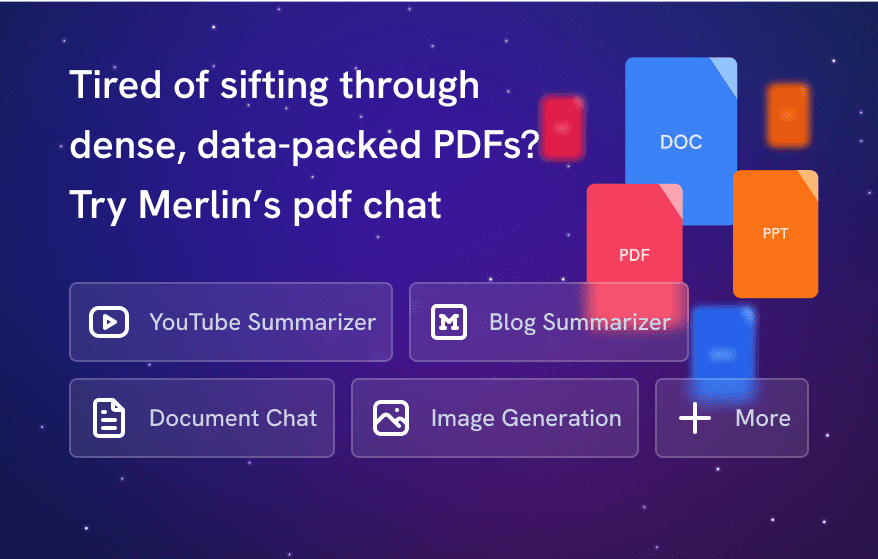 Tired of sifting through
dense, data-packed PDFs?
Try Merlin’s pdf chat
DOC
PDF
PPT
YouTube Summarizer
Blog Summarizer
Document Chat
Image Generation
More